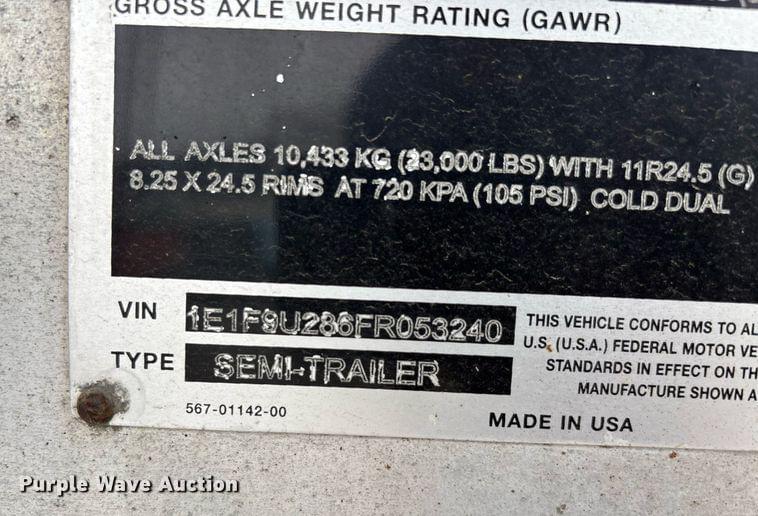 GROSS AXLE WEIGHT RATING (GAWR)
ALL AXLES 10,433 KG (23,000 LBS) WITH 11R24.5 (G)
8.25 X 24.5 RIMS AT 720 KPA (105 PSI) COLD DUAL
VIN 1E1F9U286FR053240
TYPE SEMI-TRAILER
567-01142-00
THIS VEHICLE CONFORMS TO AL
U.S. (U.S.A.) FEDERAL MOTOR VE
STANDARDS IN EFFECT ON TH
MANUFACTURE SHOWN A
MADE IN USA
Purple Wave Auction